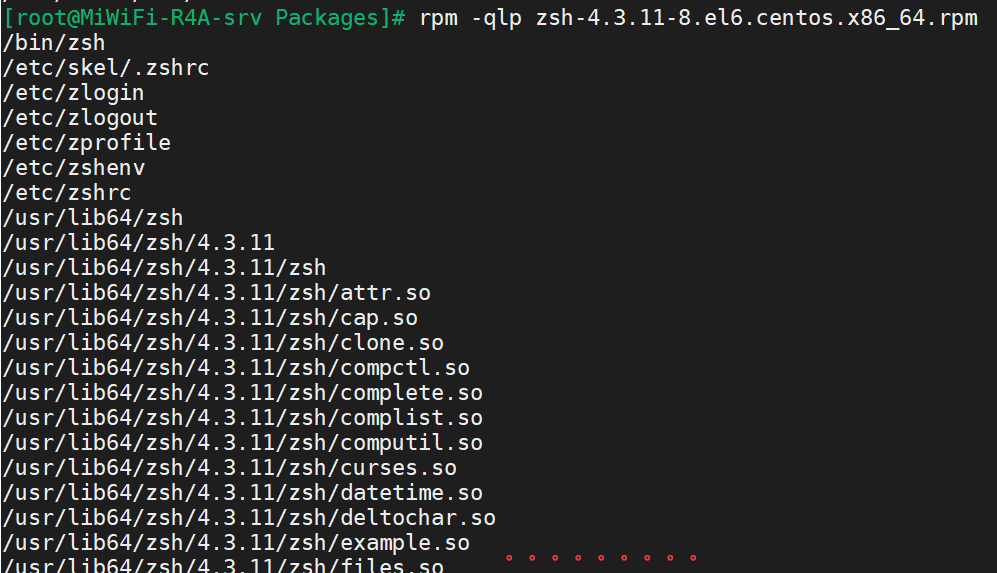 [root@MiWiFi-R4A-srv Packages]# rpm -qlp zsh-4.3.11-8.el6.centos.x86_64.rpm
/bin/zsh
/etc/skel/.zshrc
/etc/zlogin
/etc/zlogout
/etc/zprofile
/etc/zshenv
/etc/zshrc
/usr/lib64/zsh
/usr/lib64/zsh/4.3.11
/usr/lib64/zsh/4.3.11/zsh
/usr/lib64/zsh/4.3.11/zsh/attr.so
/usr/lib64/zsh/4.3.11/zsh/cap.so
/usr/lib64/zsh/4.3.11/zsh/clone.so
/usr/lib64/zsh/4.3.11/zsh/compctl.so
/usr/lib64/zsh/4.3.11/zsh/complete.so
/usr/lib64/zsh/4.3.11/zsh/complist.so
/usr/lib64/zsh/4.3.11/zsh/computil.so
/usr/lib64/zsh/4.3.11/zsh/curses.so
/usr/lib64/zsh/4.3.11/zsh/datetime.so
/usr/lib64/zsh/4.3.11/zsh/deltochar.so
/usr/lib64/zsh/4.3.11/zsh/example.so 。。。。。。。。。
/usr/lib64/zsh/4.3.11/zsh/files.so